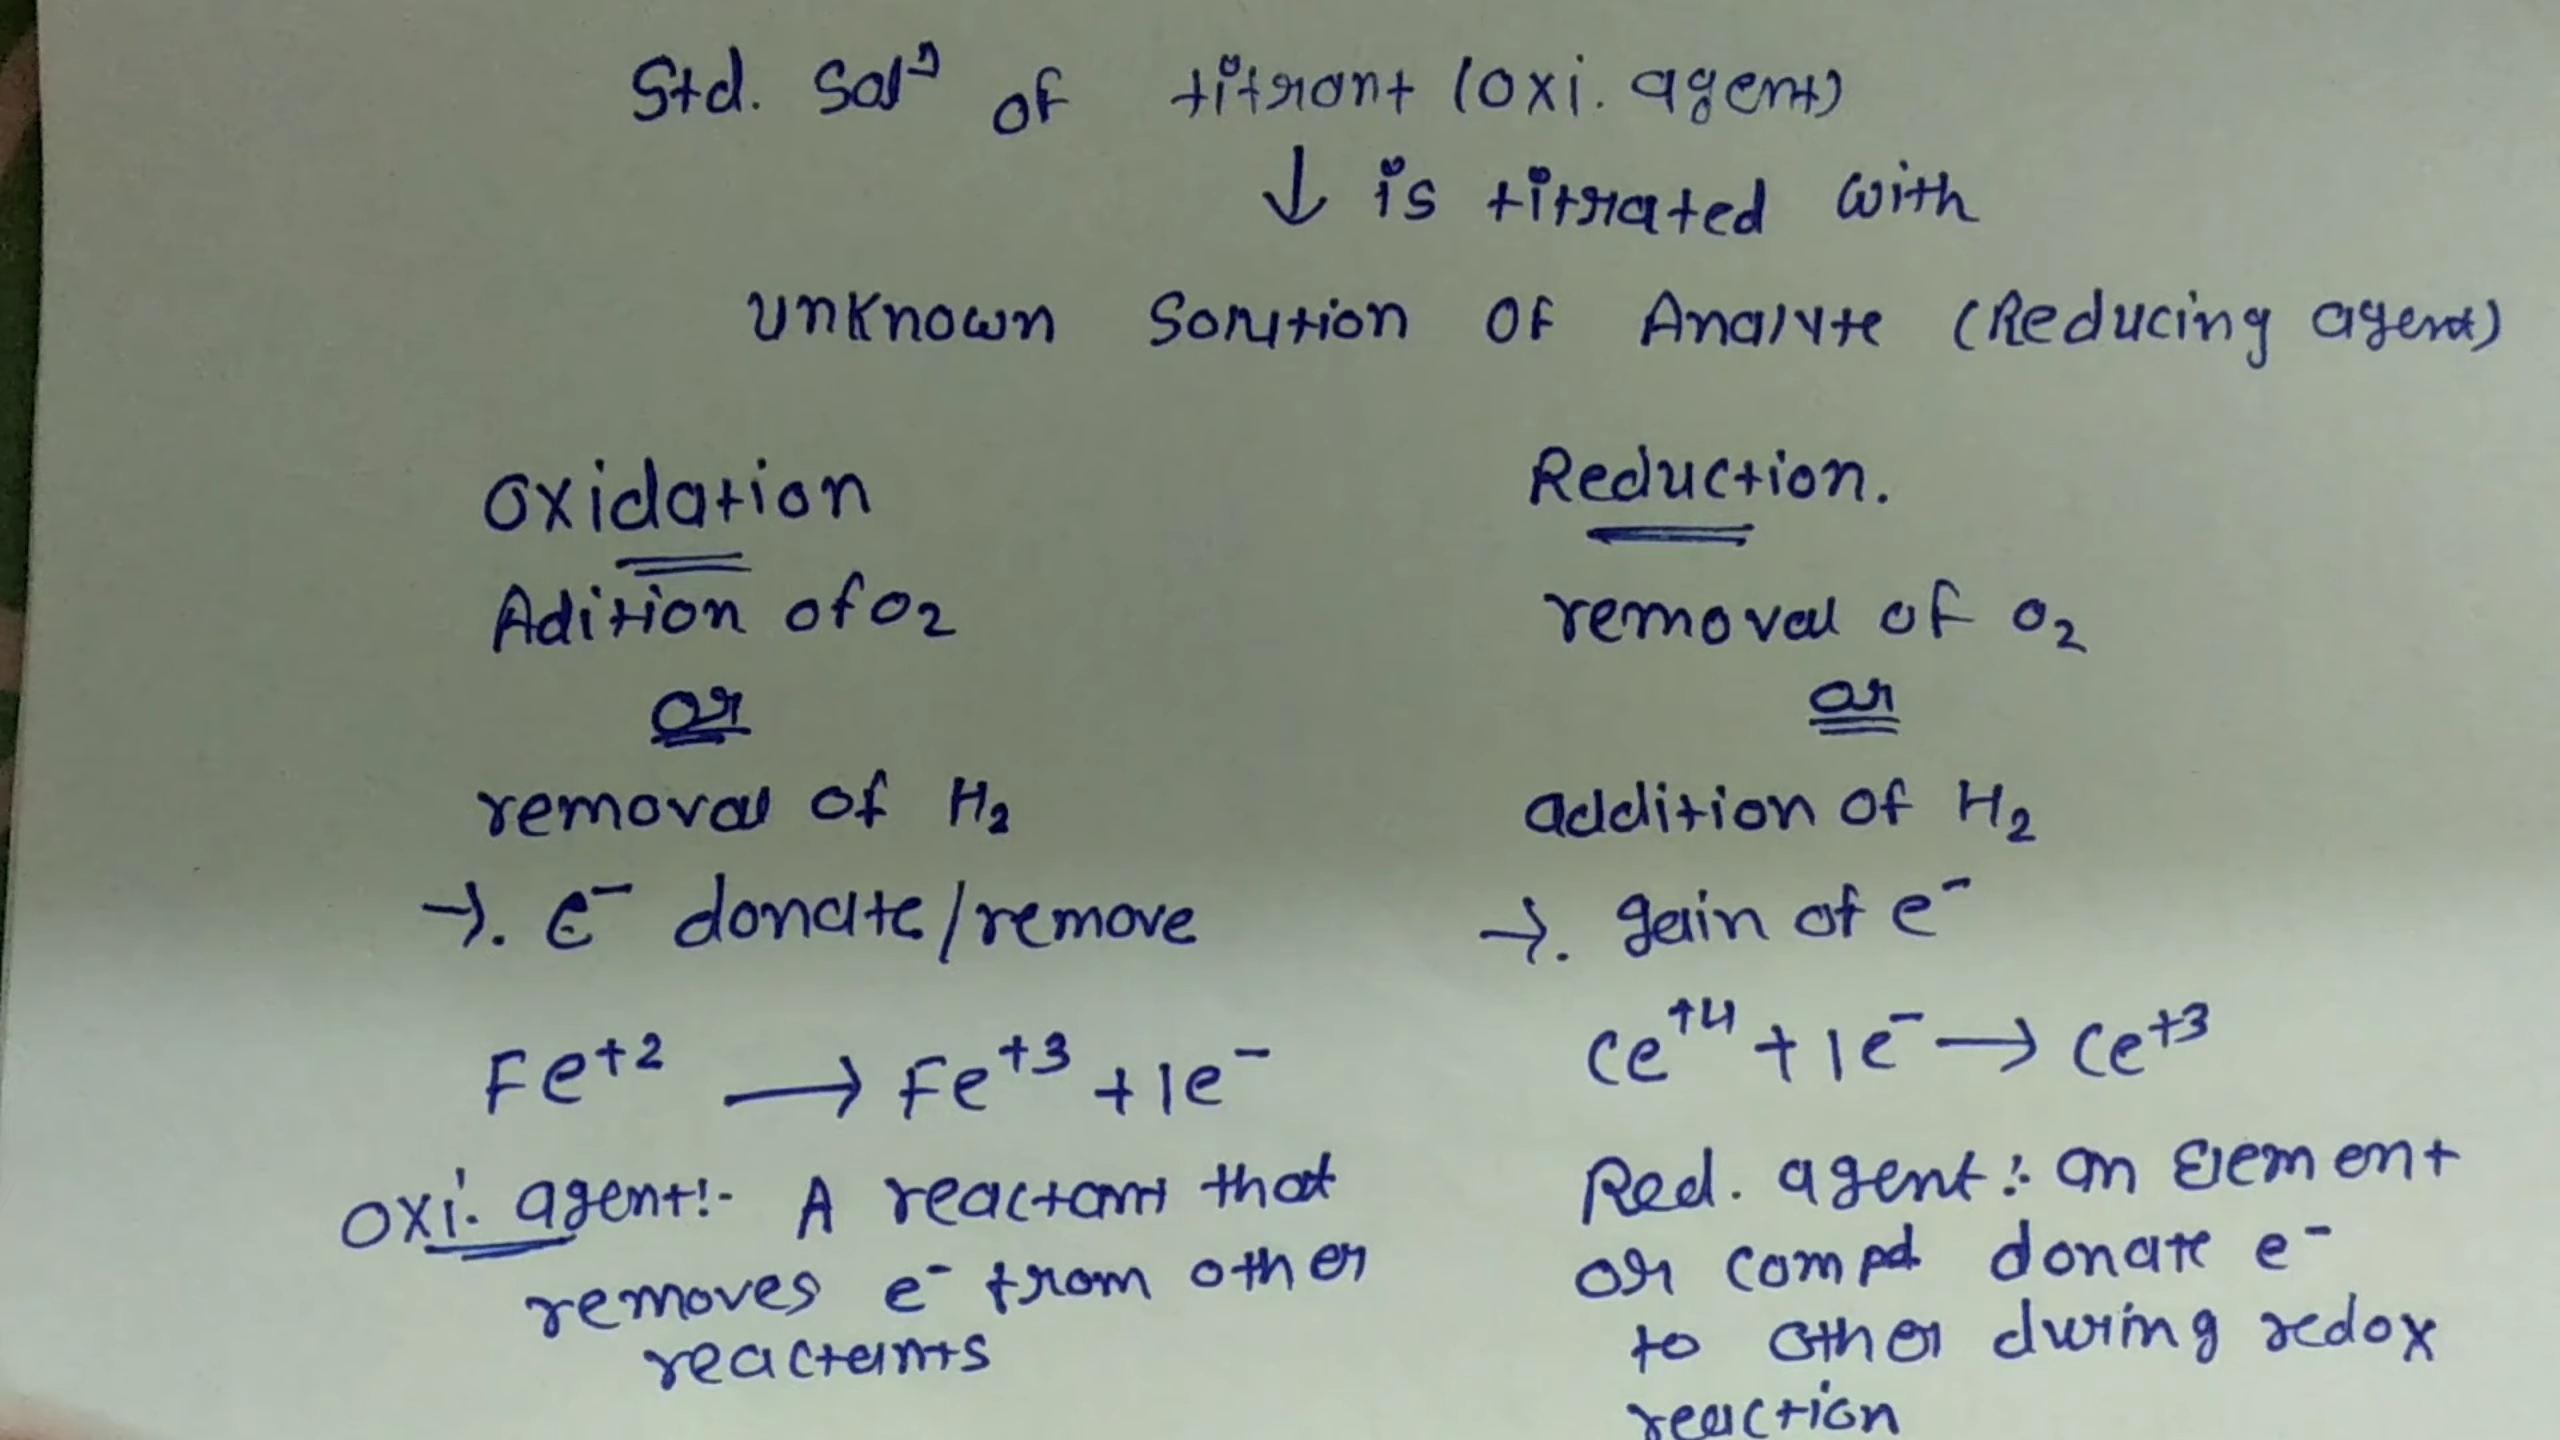 Std. Solⁿ of titrant (oxi. agent)
↓ is titrated with
unknown Solution of Analyte (Reducing agent)
Oxidation
Adition of O2
or
removal of H2
→. e⁻ donate/remove
Fe⁺² → Fe⁺³ + 1e⁻
Oxi. agent:- A reactant that
removes e⁻ from other
reactants
Reduction.
removal of O2
or
addition of H2
→. gain of e⁻
Ce⁺⁴ + 1e⁻ → Ce⁺³
Red. agent :- an Element
or compd donate e⁻
to other during redox
reaction